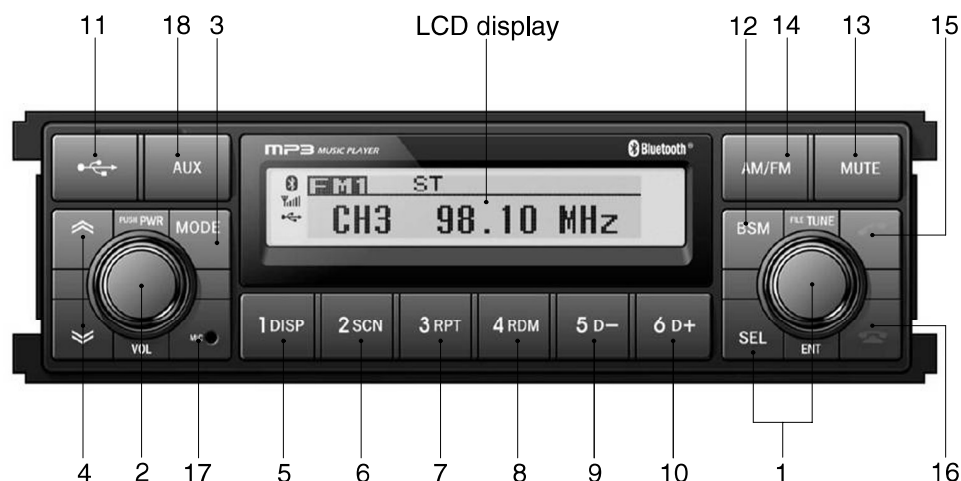 11 18 3 LCD display 12 14 13 15
MP3 MUSIC PLAYER Bluetooth®
AUX AM/FM MUTE
FM1 ST
CH3 98.10 MHz
PUSH PWR MODE BSM FILE TUNE
1 DISP 2 SCN 3 RPT 4 RDM 5 D− 6 D+
VOL MIC SEL ENT
4 2 17 5 6 7 8 9 10 1 16